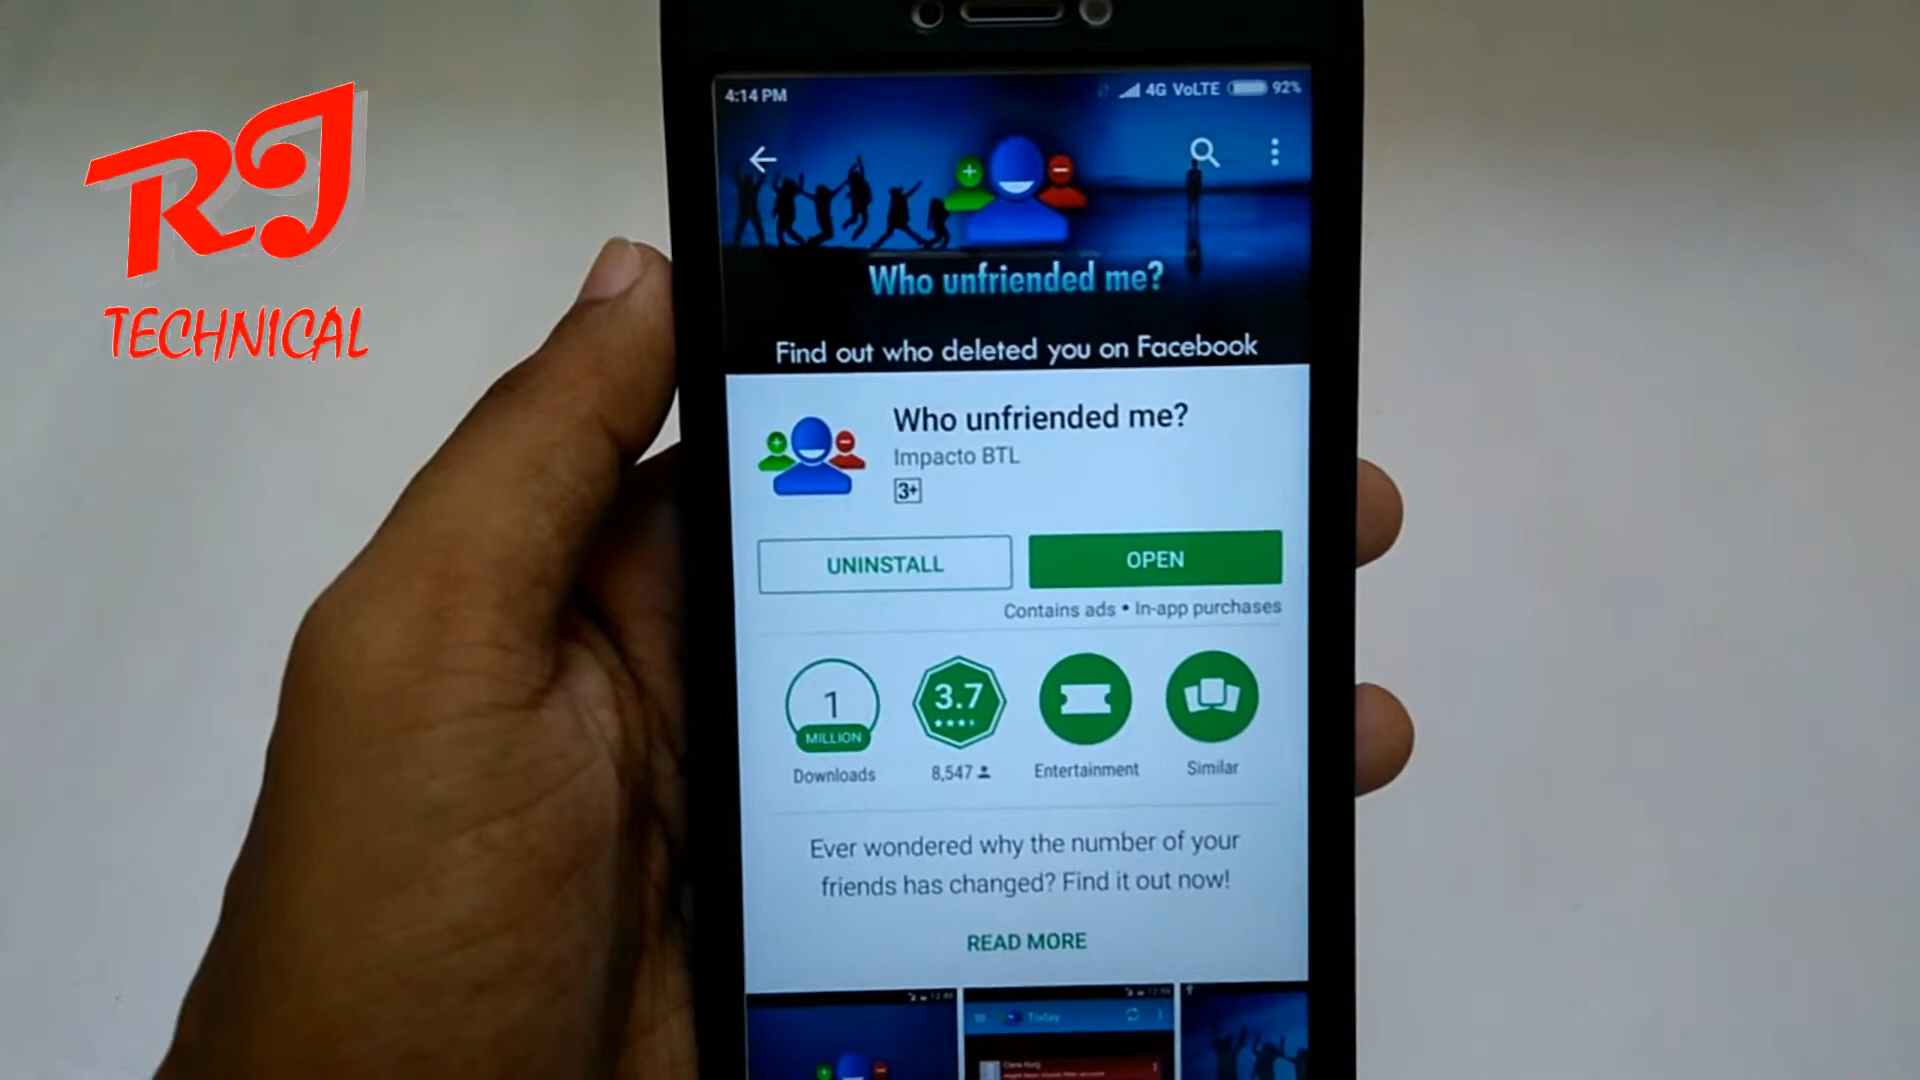 RJ
TECHNICAL
4:14 PM
4G VoLTE
92%
Who unfriended me?
Find out who deleted you on Facebook
Who unfriended me?
Impacto BTL
3+
UNINSTALL
OPEN
Contains ads • In-app purchases
1
MILLION
Downloads
3.7
8,547
Entertainment
Similar
Ever wondered why the number of your
friends has changed? Find it out now!
READ MORE
Today